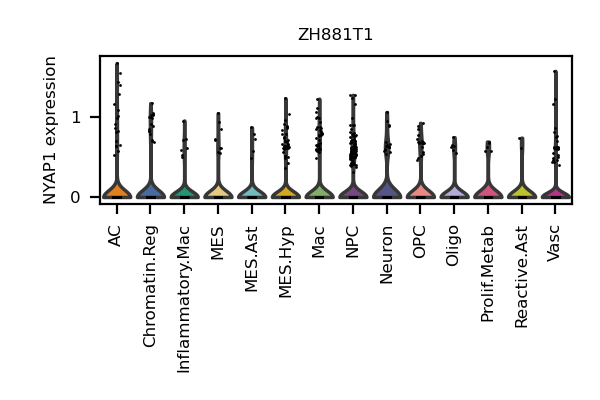 ZH881T1
NYAP1 expression
1
0
AC
Chromatin.Reg
Inflammatory.Mac
MES
MES.Ast
MES.Hyp
Mac
NPC
Neuron
OPC
Oligo
Prolif.Metab
Reactive.Ast
Vasc